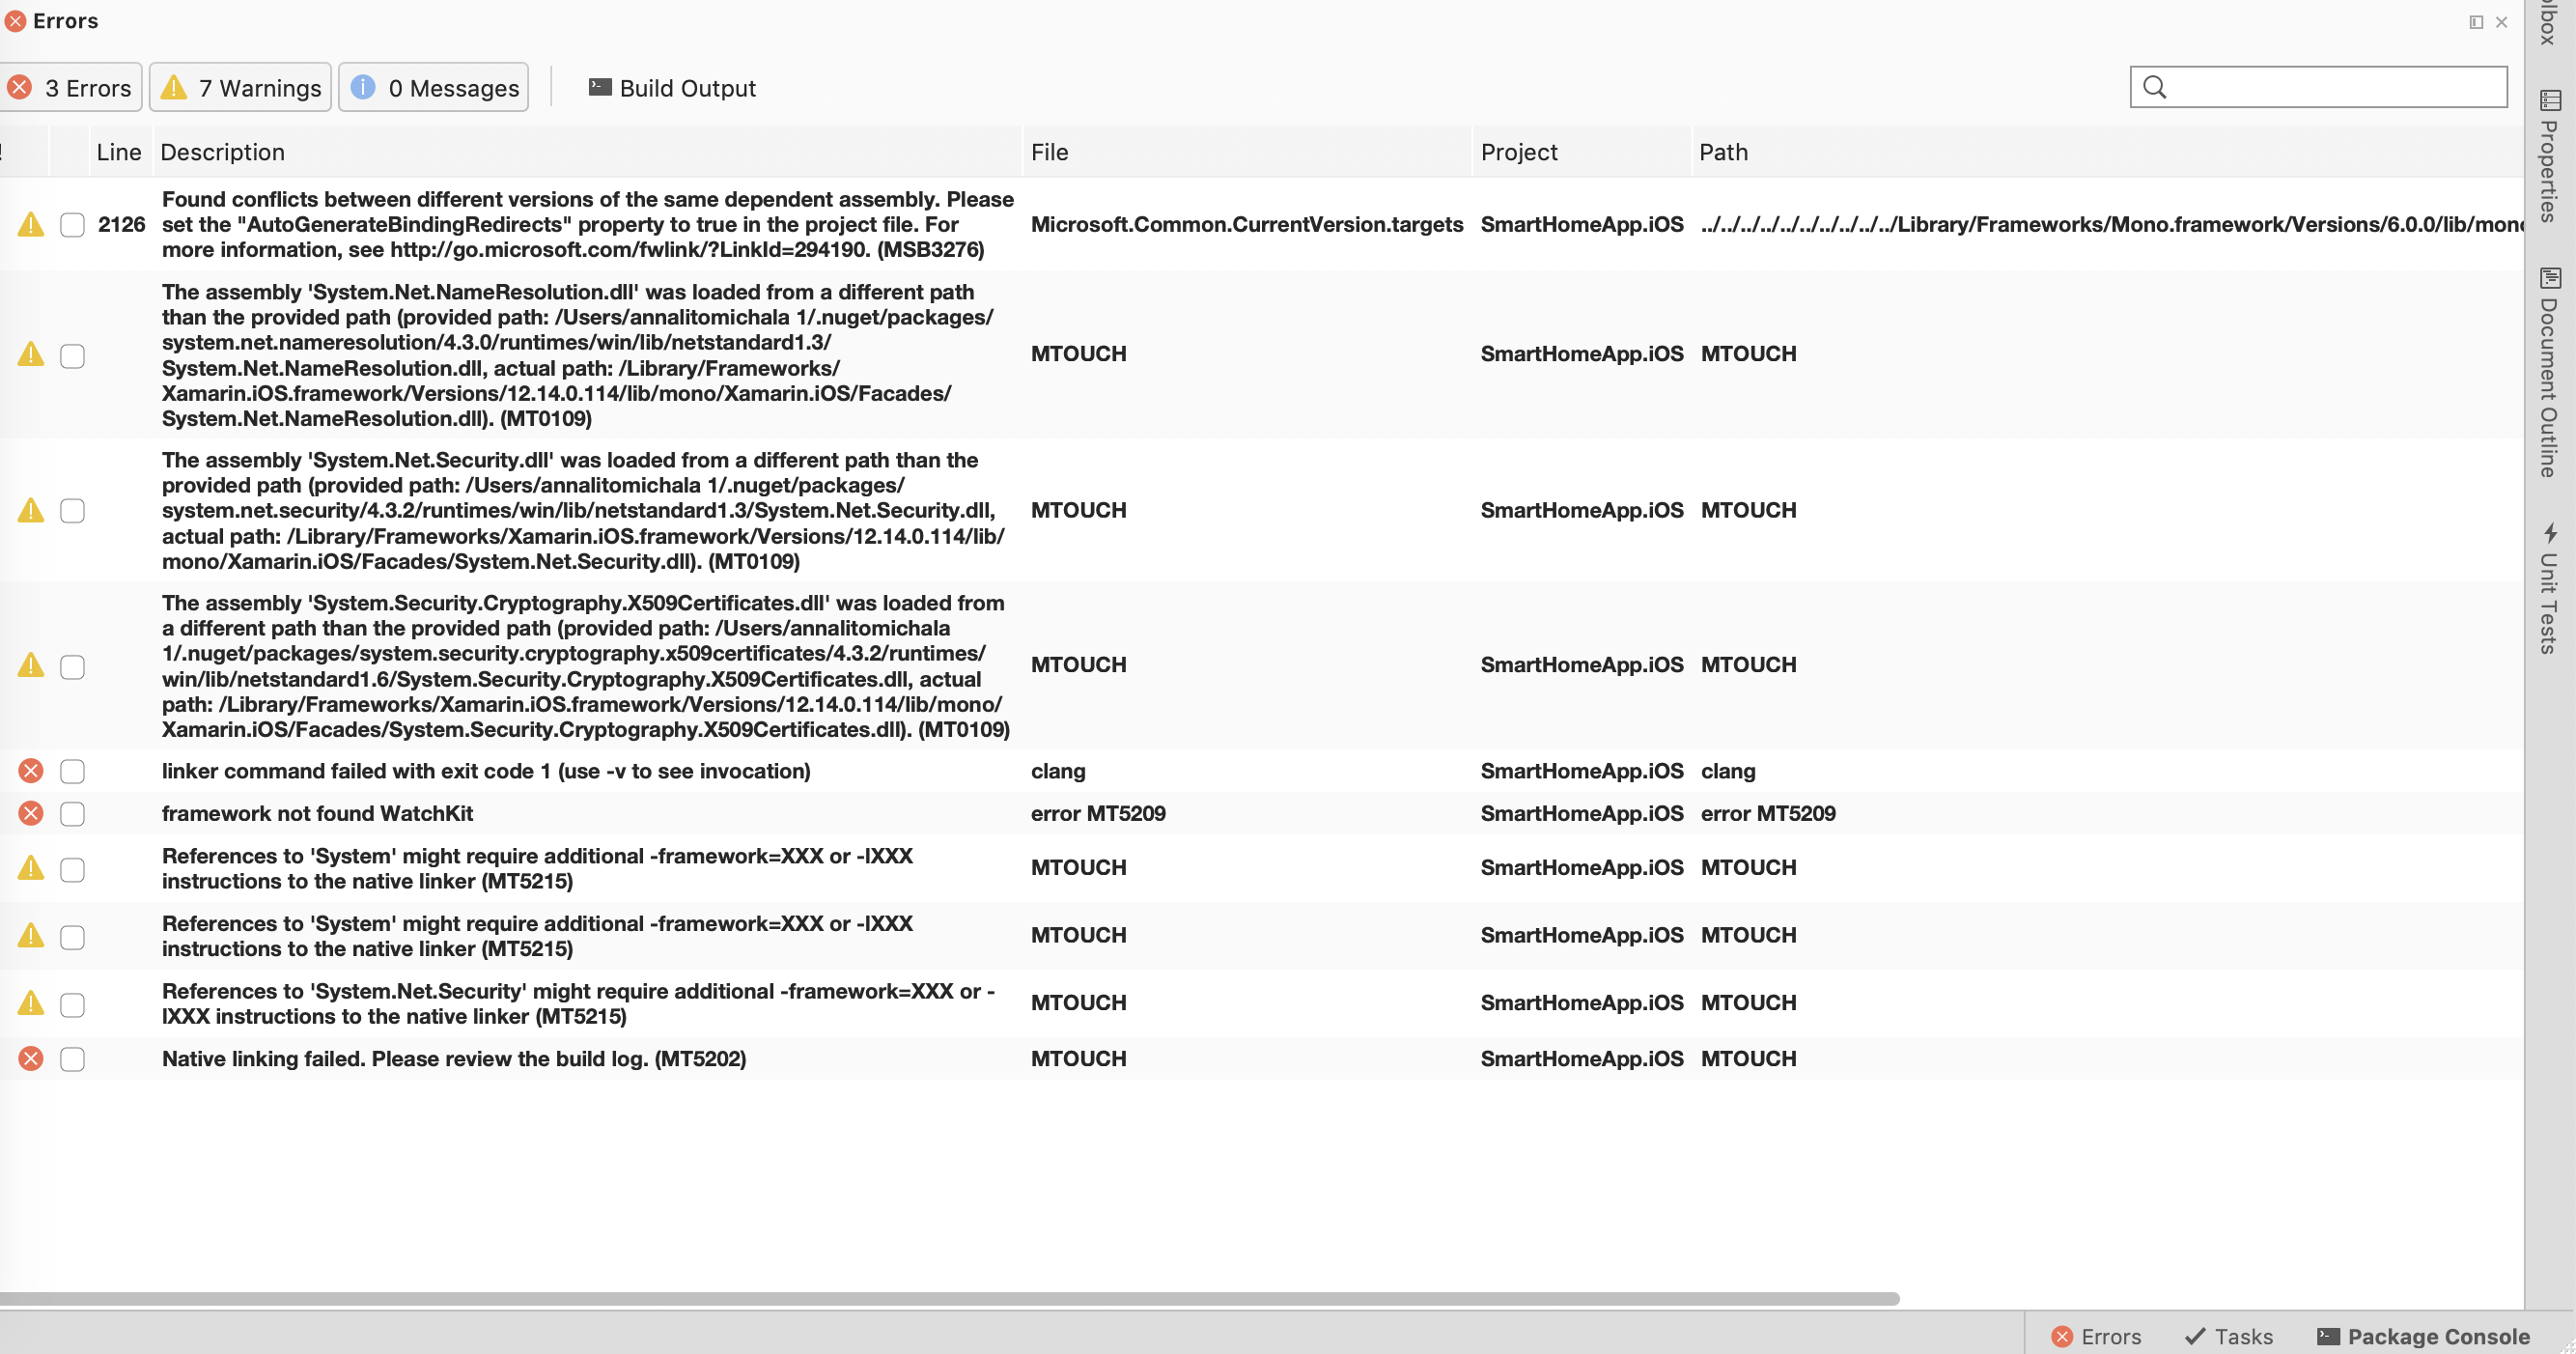 Errors
3 Errors
7 Warnings
0 Messages
Build Output
! Line Description File Project Path
Found conflicts between different versions of the same dependent assembly. Please
2126 set the "AutoGenerateBindingRedirects" property to true in the project file. For Microsoft.Common.CurrentVersion.targets SmartHomeApp.iOS ../../../../../../../../../../Library/Frameworks/Mono.framework/Versions/6.0.0/lib/mono
more information, see http://go.microsoft.com/fwlink/?LinkId=294190. (MSB3276)
The assembly 'System.Net.NameResolution.dll' was loaded from a different path
than the provided path (provided path: /Users/annalitomichala 1/.nuget/packages/
system.net.nameresolution/4.3.0/runtimes/win/lib/netstandard1.3/
MTOUCH SmartHomeApp.iOS MTOUCH
System.Net.NameResolution.dll, actual path: /Library/Frameworks/
Xamarin.iOS.framework/Versions/12.14.0.114/lib/mono/Xamarin.iOS/Facades/
System.Net.NameResolution.dll). (MT0109)
The assembly 'System.Net.Security.dll' was loaded from a different path than the
provided path (provided path: /Users/annalitomichala 1/.nuget/packages/
system.net.security/4.3.2/runtimes/win/lib/netstandard1.3/System.Net.Security.dll, MTOUCH SmartHomeApp.iOS MTOUCH
actual path: /Library/Frameworks/Xamarin.iOS.framework/Versions/12.14.0.114/lib/
mono/Xamarin.iOS/Facades/System.Net.Security.dll). (MT0109)
The assembly 'System.Security.Cryptography.X509Certificates.dll' was loaded from
a different path than the provided path (provided path: /Users/annalitomichala
1/.nuget/packages/system.security.cryptography.x509certificates/4.3.2/runtimes/
MTOUCH SmartHomeApp.iOS MTOUCH
win/lib/netstandard1.6/System.Security.Cryptography.X509Certificates.dll, actual
path: /Library/Frameworks/Xamarin.iOS.framework/Versions/12.14.0.114/lib/mono/
Xamarin.iOS/Facades/System.Security.Cryptography.X509Certificates.dll). (MT0109)
linker command failed with exit code 1 (use -v to see invocation) clang SmartHomeApp.iOS clang
framework not found WatchKit error MT5209 SmartHomeApp.iOS error MT5209
References to 'System' might require additional -framework=XXX or -lXXX
MTOUCH SmartHomeApp.iOS MTOUCH
instructions to the native linker (MT5215)
References to 'System' might require additional -framework=XXX or -lXXX
MTOUCH SmartHomeApp.iOS MTOUCH
instructions to the native linker (MT5215)
References to 'System.Net.Security' might require additional -framework=XXX or -
MTOUCH SmartHomeApp.iOS MTOUCH
lXXX instructions to the native linker (MT5215)
Native linking failed. Please review the build log. (MT5202) MTOUCH SmartHomeApp.iOS MTOUCH
lbox
Properties
Document Outline
Unit Tests
Errors
Tasks
Package Console